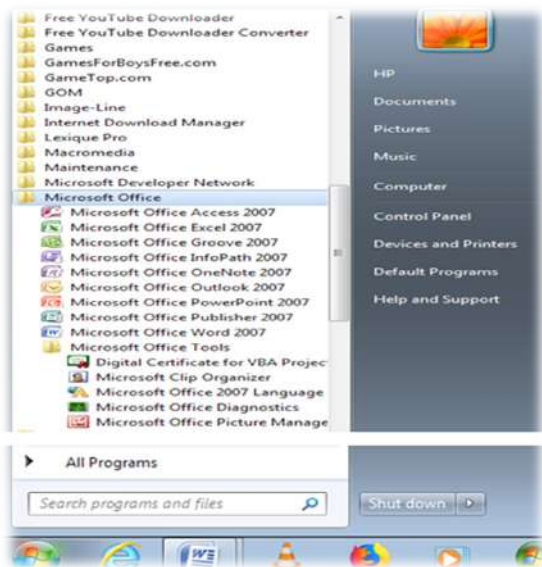 Free YouTube Downloader
Free YouTube Downloader Converter
Games
GamesForBoysFree.com
GameTop.com
GOM
Image-Line
Internet Download Manager
Lexique Pro
Macromedia
Maintenance
Microsoft Developer Network
Microsoft Office
Microsoft Office Access 2007
Microsoft Office Excel 2007
Microsoft Office Groove 2007
Microsoft Office InfoPath 2007
Microsoft Office OneNote 2007
Microsoft Office Outlook 2007
Microsoft Office PowerPoint 2007
Microsoft Office Publisher 2007
Microsoft Office Word 2007
Microsoft Office Tools
Digital Certificate for VBA Projec
Microsoft Clip Organizer
Microsoft Office 2007 Language
Microsoft Office Diagnostics
Microsoft Office Picture Manage
All Programs
Search programs and files
HP
Documents
Pictures
Music
Computer
Control Panel
Devices and Printers
Default Programs
Help and Support
Shut down